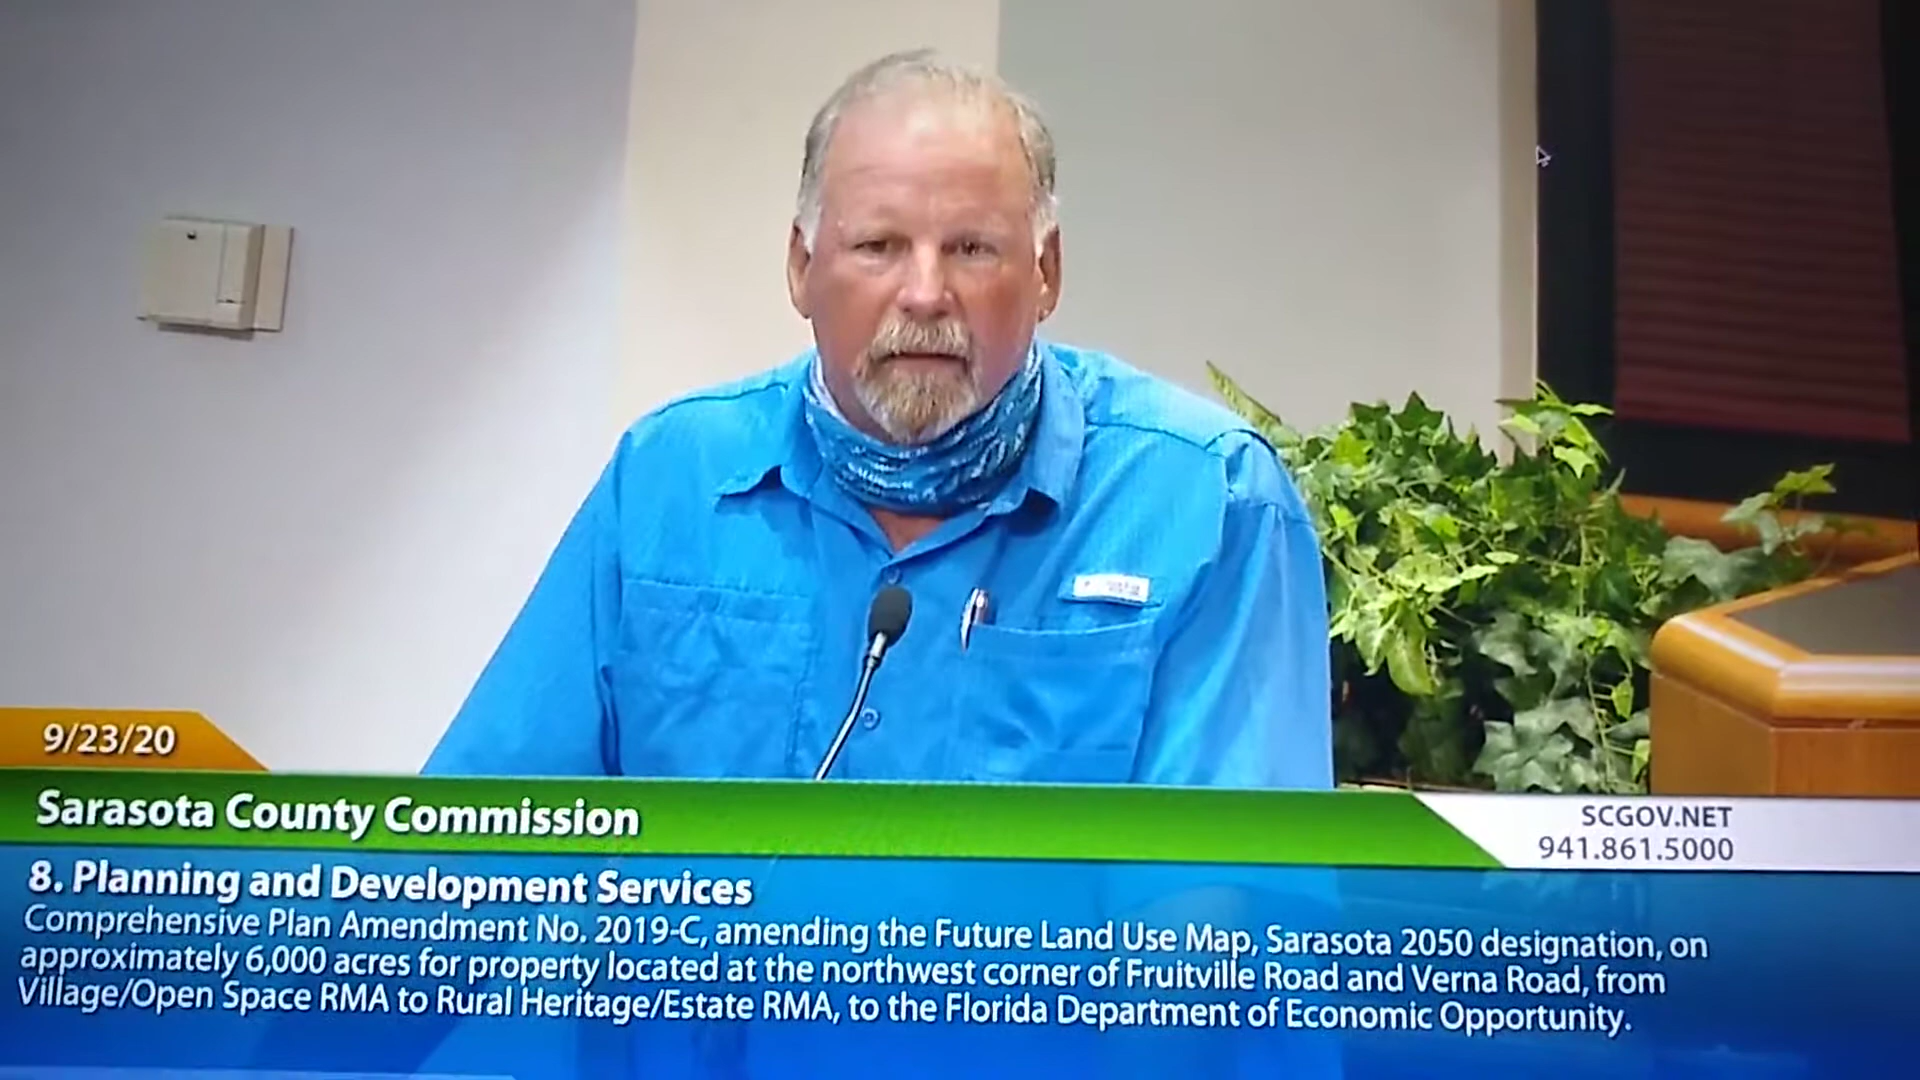 9/23/20
Sarasota County Commission
SCGOV.NET
941.861.5000
8. Planning and Development Services
Comprehensive Plan Amendment No. 2019-C, amending the Future Land Use Map, Sarasota 2050 designation, on
approximately 6,000 acres for property located at the northwest corner of Fruitville Road and Verna Road, from
Village/Open Space RMA to Rural Heritage/Estate RMA, to the Florida Department of Economic Opportunity.